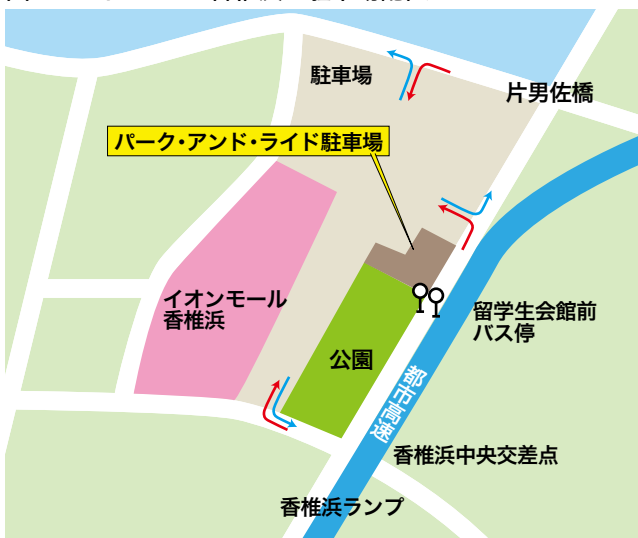 駐車場
片男佐橋
パーク・アンド・ライド駐車場
イオンモール
香椎浜
留学生会館前
バス停
公園
都市高速
香椎浜中央交差点
香椎浜ランプ